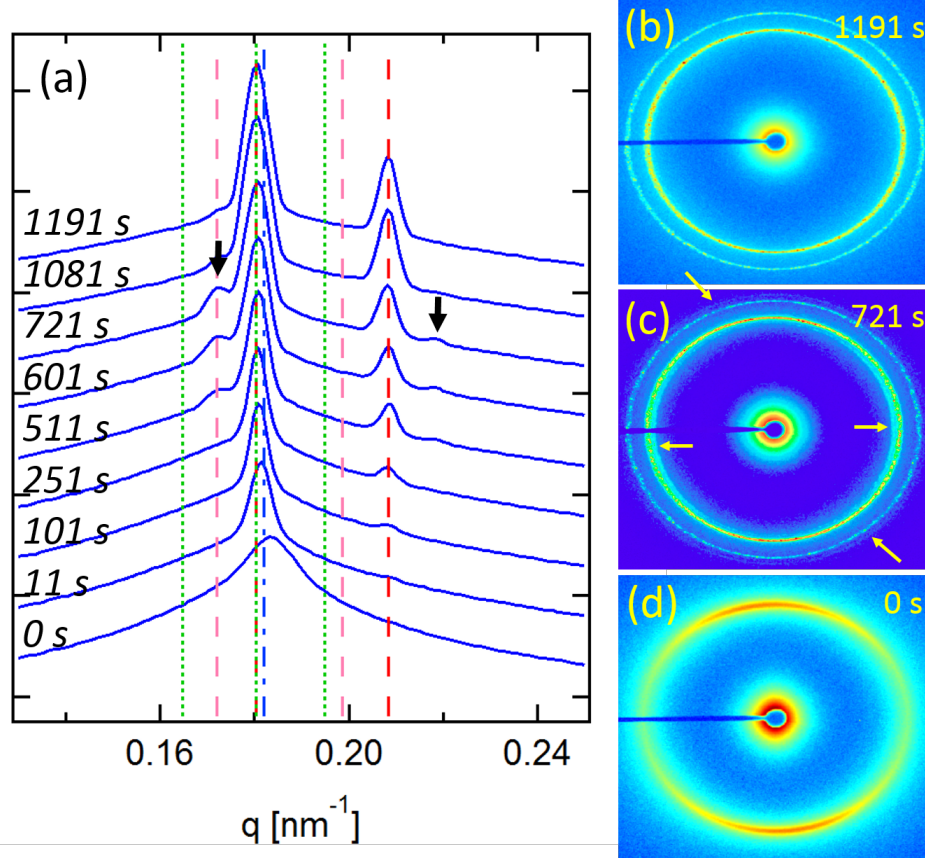 (a)
1191 s
1081 s
721 s
601 s
511 s
251 s
101 s
11 s
0 s
0.16 0.20 0.24
q [nm-1]
(b) 1191 s
(c) 721 s
(d) 0 s